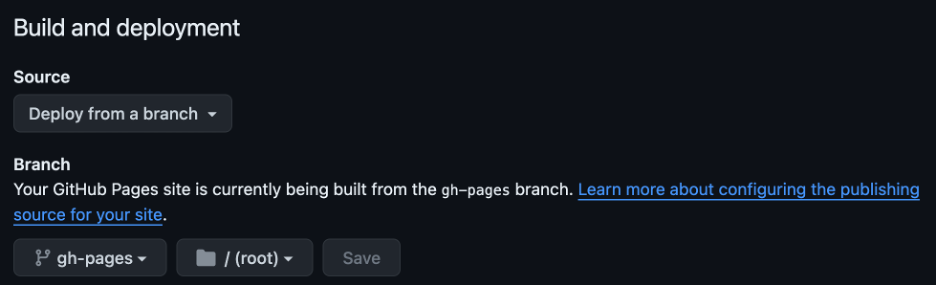 Build and deployment
Source
Deploy from a branch
Branch
Your GitHub Pages site is currently being built from the gh-pages branch. Learn more about configuring the publishing
source for your site.
gh-pages / (root) Save